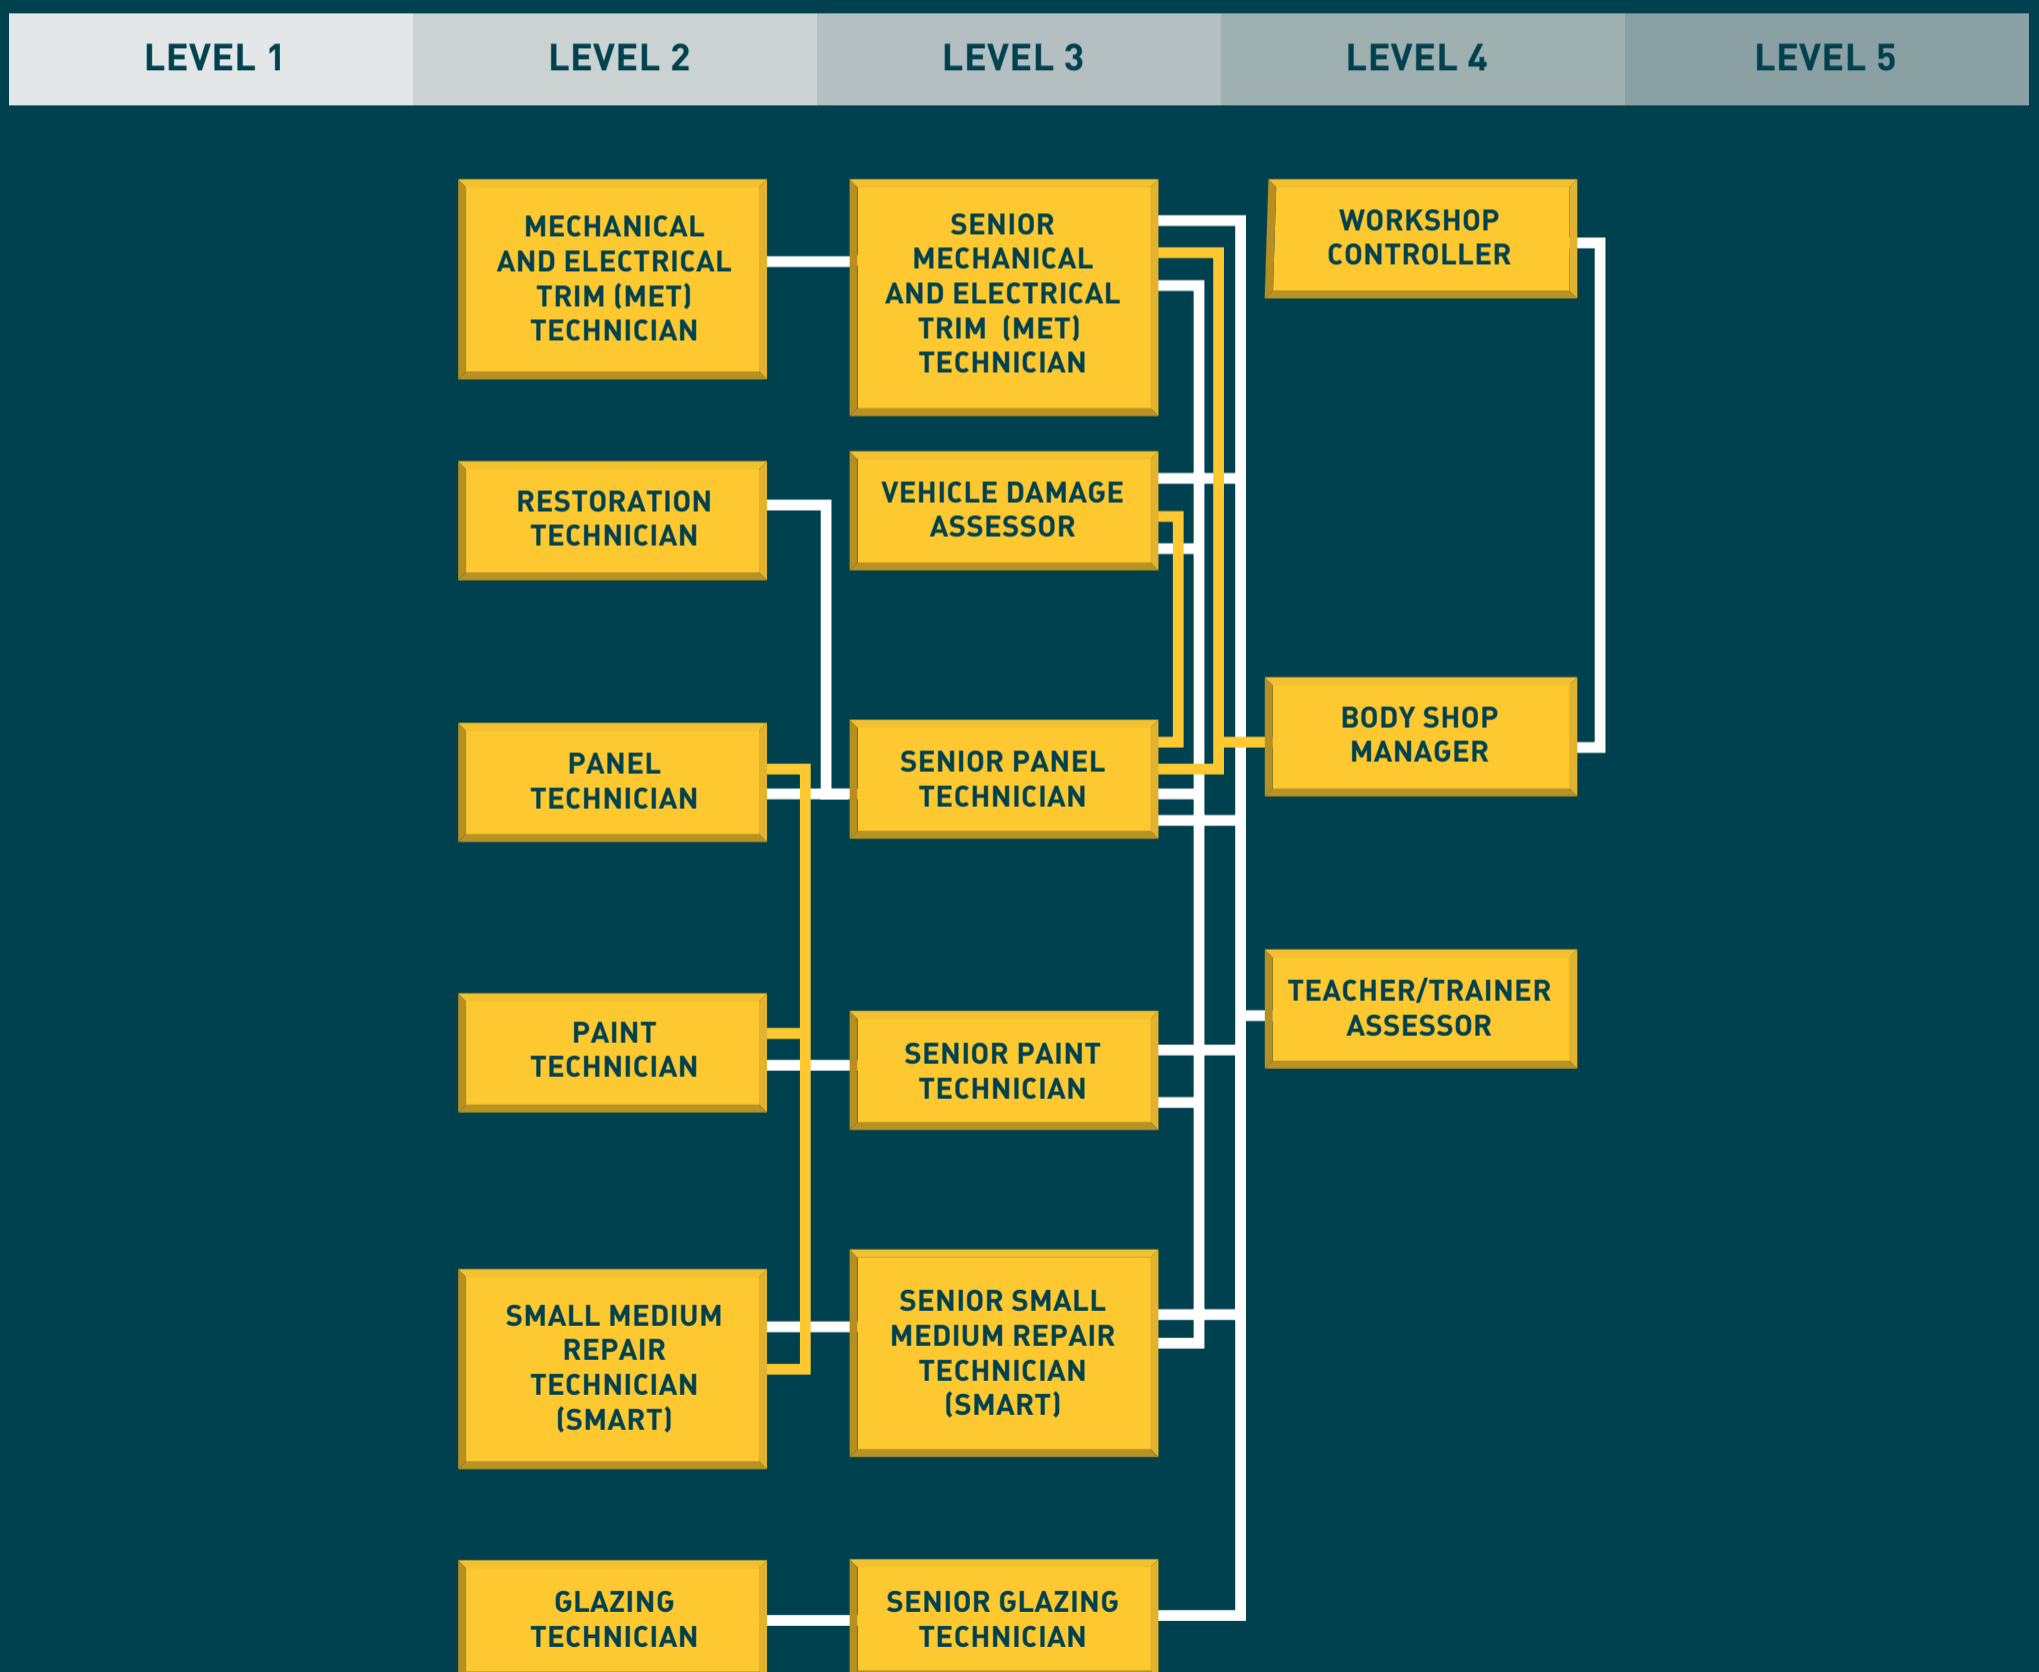 LEVEL 1
LEVEL 2
LEVEL 3
LEVEL 4
LEVEL 5
MECHANICAL
AND ELECTRICAL
TRIM (MET)
TECHNICIAN
SENIOR
MECHANICAL
AND ELECTRICAL
TRIM (MET)
TECHNICIAN
WORKSHOP
CONTROLLER
RESTORATION
TECHNICIAN
VEHICLE DAMAGE
ASSESSOR
PANEL
TECHNICIAN
SENIOR PANEL
TECHNICIAN
BODY SHOP
MANAGER
PAINT
TECHNICIAN
SENIOR PAINT
TECHNICIAN
TEACHER/TRAINER
ASSESSOR
SMALL MEDIUM
REPAIR
TECHNICIAN
(SMART)
SENIOR SMALL
MEDIUM REPAIR
TECHNICIAN
(SMART)
GLAZING
TECHNICIAN
SENIOR GLAZING
TECHNICIAN